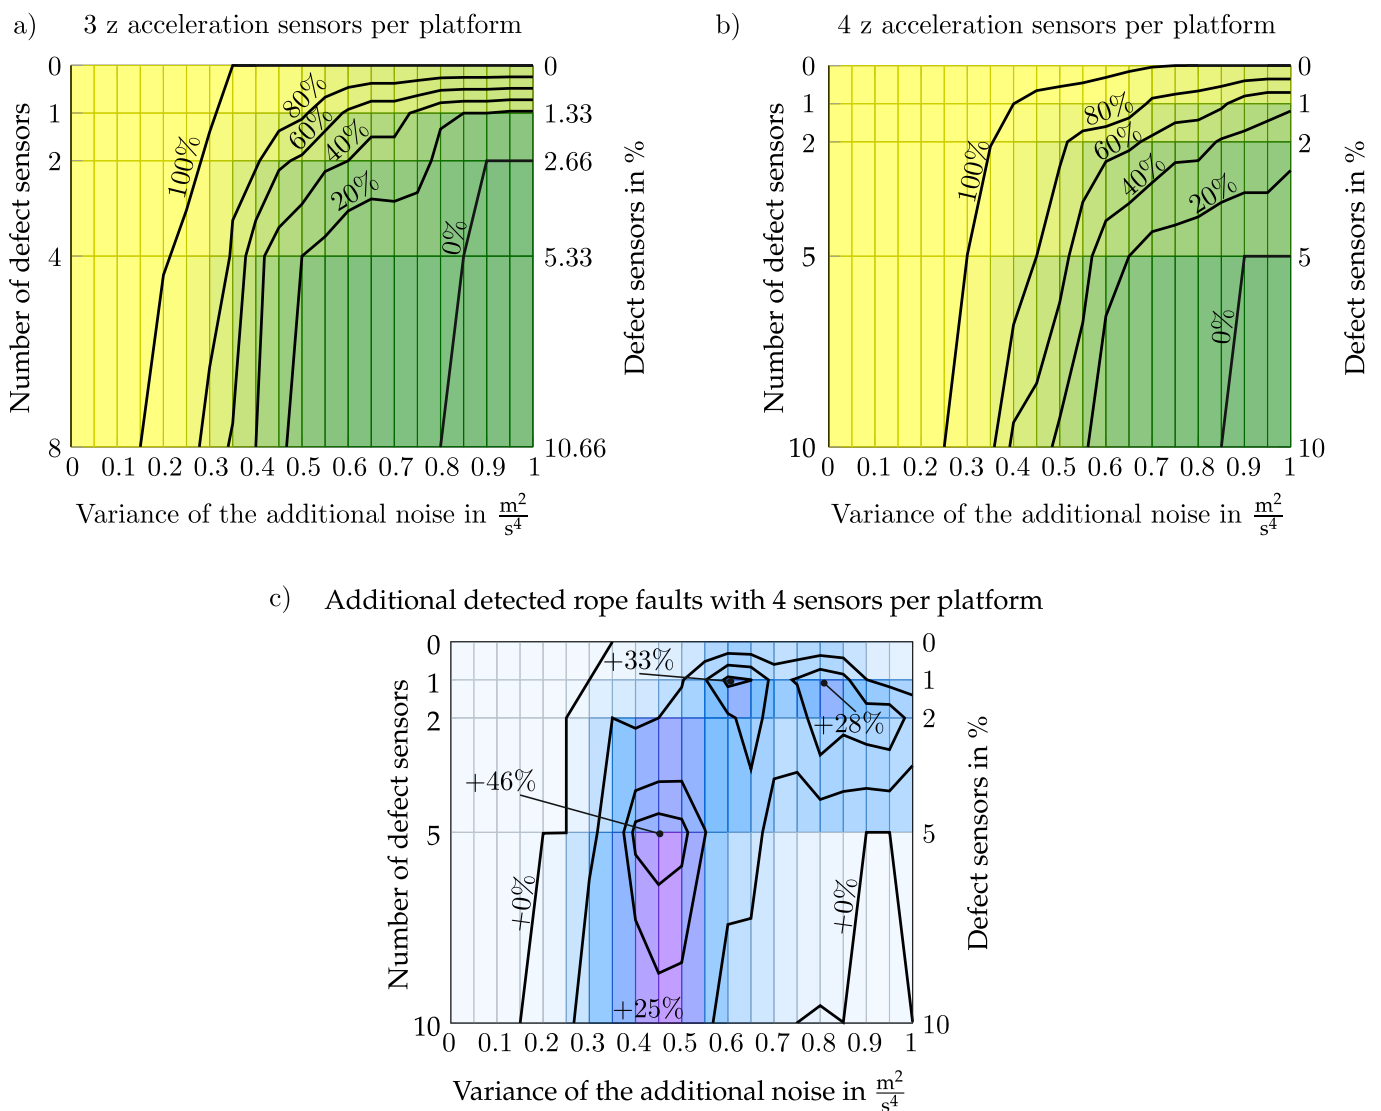 a)
3 z acceleration sensors per platform
Number of defect sensors
0
1
2
4
8
0
1.33
2.66
5.33
10.66
Defect sensors in %
100%
80%
60%
40%
20%
0%
0 0.1 0.2 0.3 0.4 0.5 0.6 0.7 0.8 0.9 1
Variance of the additional noise in m²/s⁴
b)
4 z acceleration sensors per platform
Number of defect sensors
0
1
2
5
10
0
1
2
5
10
Defect sensors in %
100%
80%
60%
40%
20%
0%
0 0.1 0.2 0.3 0.4 0.5 0.6 0.7 0.8 0.9 1
Variance of the additional noise in m²/s⁴
c)
Additional detected rope faults with 4 sensors per platform
Number of defect sensors
0
1
2
5
10
0
1
2
5
10
Defect sensors in %
+33%
+28%
+46%
+0%
+0%
+25%
0 0.1 0.2 0.3 0.4 0.5 0.6 0.7 0.8 0.9 1
Variance of the additional noise in m²/s⁴